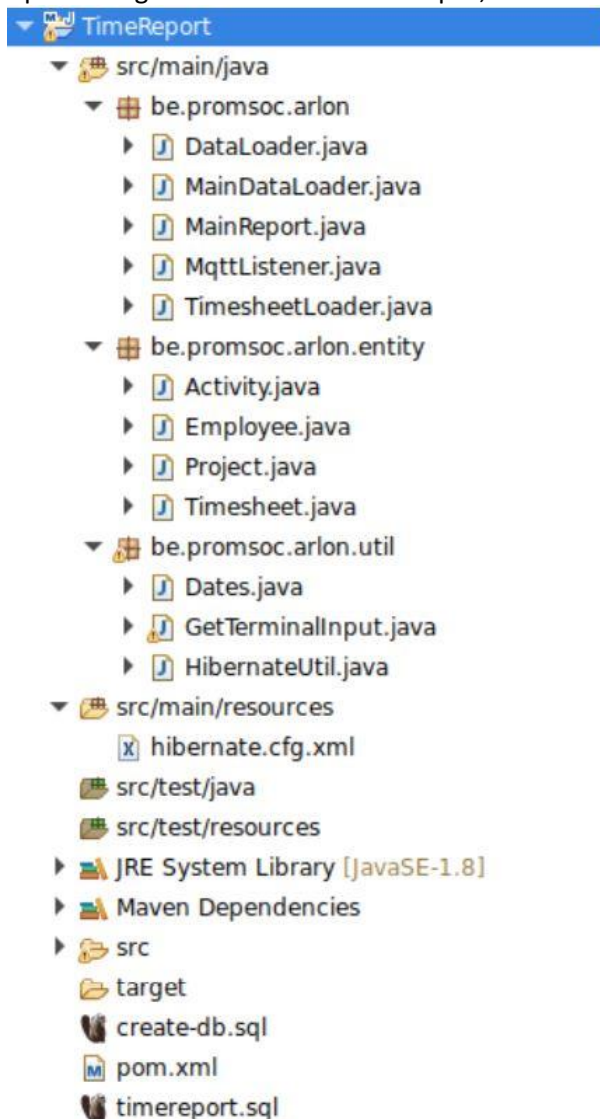 TimeReport
src/main/java
be.promsoc.arlon
DataLoader.java
MainDataLoader.java
MainReport.java
MqttListener.java
TimesheetLoader.java
be.promsoc.arlon.entity
Activity.java
Employee.java
Project.java
Timesheet.java
be.promsoc.arlon.util
Dates.java
GetTerminalInput.java
HibernateUtil.java
src/main/resources
hibernate.cfg.xml
src/test/java
src/test/resources
JRE System Library [JavaSE-1.8]
Maven Dependencies
src
target
create-db.sql
pom.xml
timereport.sql